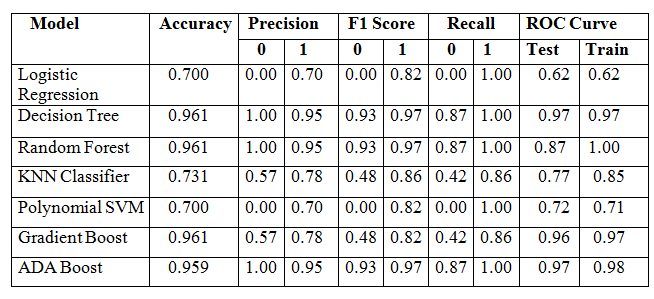 Model Accuracy Precision F1 Score Recall ROC Curve
0 1 0 1 0 1 Test Train
Logistic Regression 0.700 0.00 0.70 0.00 0.82 0.00 1.00 0.62 0.62
Decision Tree 0.961 1.00 0.95 0.93 0.97 0.87 1.00 0.97 0.97
Random Forest 0.961 1.00 0.95 0.93 0.97 0.87 1.00 0.87 1.00
KNN Classifier 0.731 0.57 0.78 0.48 0.86 0.42 0.86 0.77 0.85
Polynomial SVM 0.700 0.00 0.70 0.00 0.82 0.00 1.00 0.72 0.71
Gradient Boost 0.961 0.57 0.78 0.48 0.82 0.42 0.86 0.96 0.97
ADA Boost 0.959 1.00 0.95 0.93 0.97 0.87 1.00 0.97 0.98